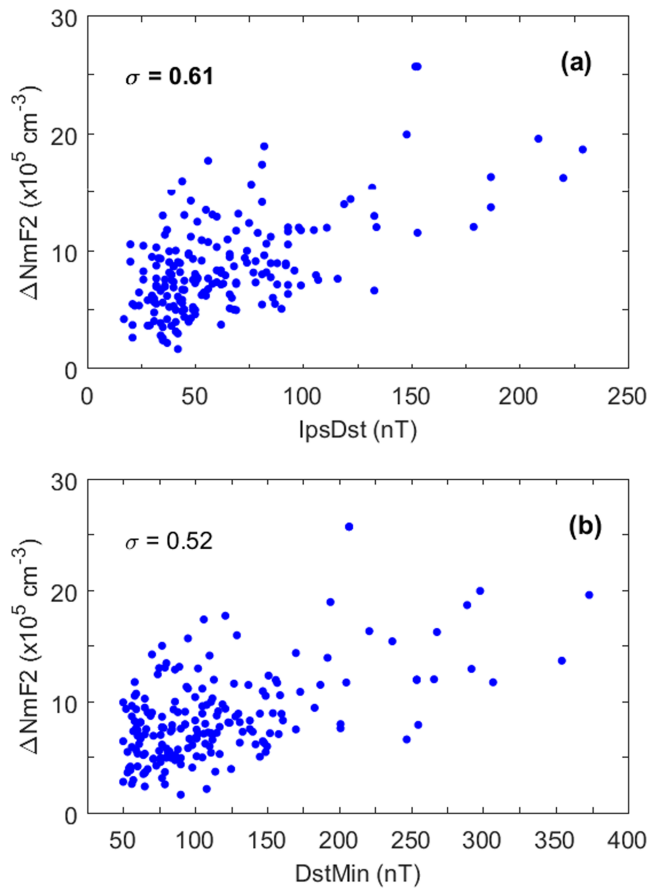 30
(a)
σ = 0.61
20
ΔNmF2 (x10⁵ cm⁻³)
10
0
0 50 100 150 200 250
IpsDst (nT)
30
(b)
σ = 0.52
20
ΔNmF2 (x10⁵ cm⁻³)
10
0
50 100 150 200 250 300 350 400
DstMin (nT)